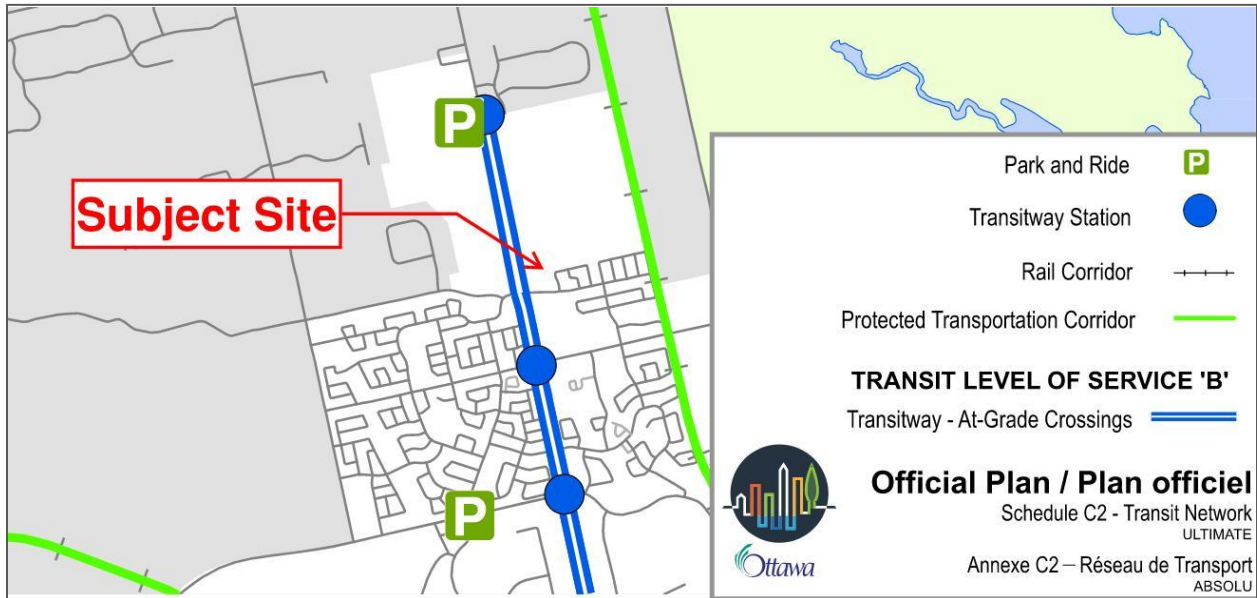 P
Subject Site
P
Park and Ride P
Transitway Station
Rail Corridor
Protected Transportation Corridor
TRANSIT LEVEL OF SERVICE 'B'
Transitway - At-Grade Crossings
Official Plan / Plan officiel
Schedule C2 - Transit Network
ULTIMATE
Annexe C2 – Réseau de Transport
ABSOLU
Ottawa